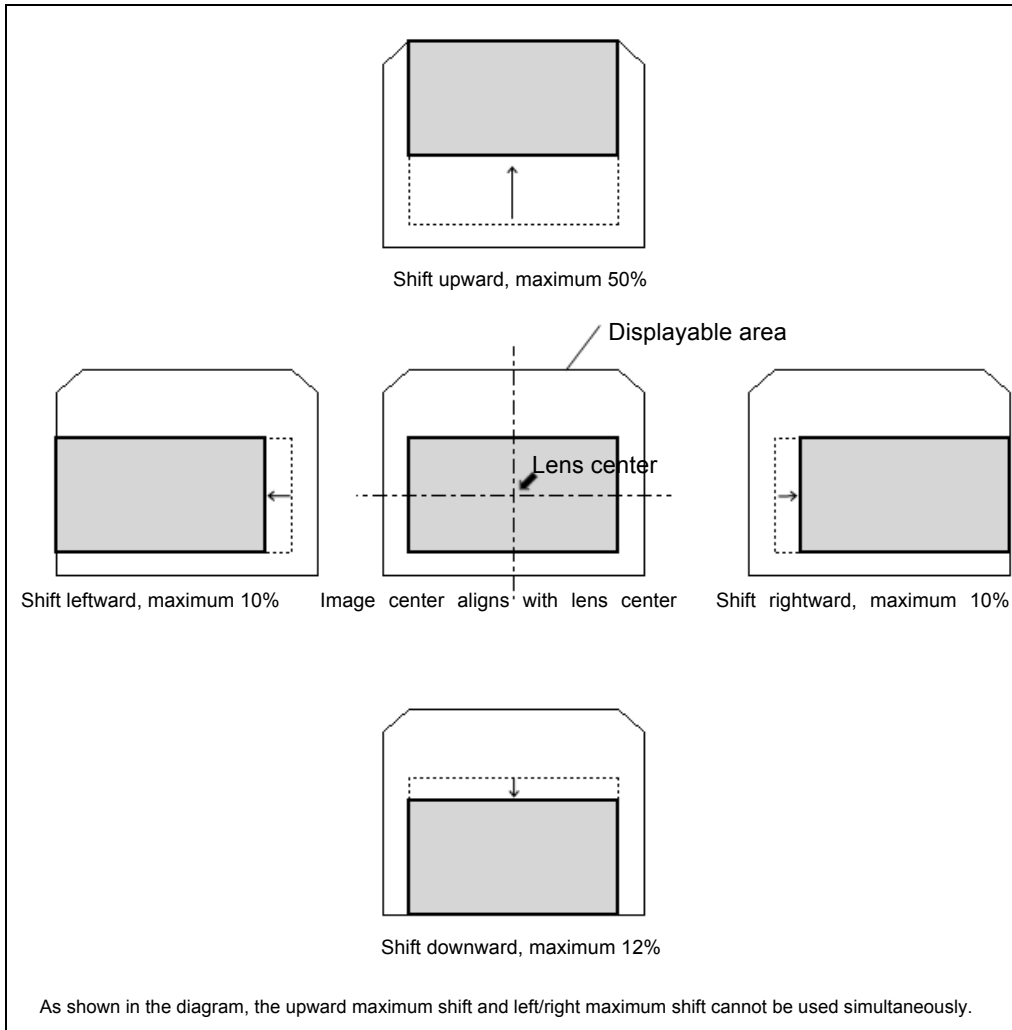 Shift upward, maximum 50%
Displayable area
Lens center
Shift leftward, maximum 10%
Image center aligns with lens center
Shift rightward, maximum 10%
Shift downward, maximum 12%
As shown in the diagram, the upward maximum shift and left/right maximum shift cannot be used simultaneously.